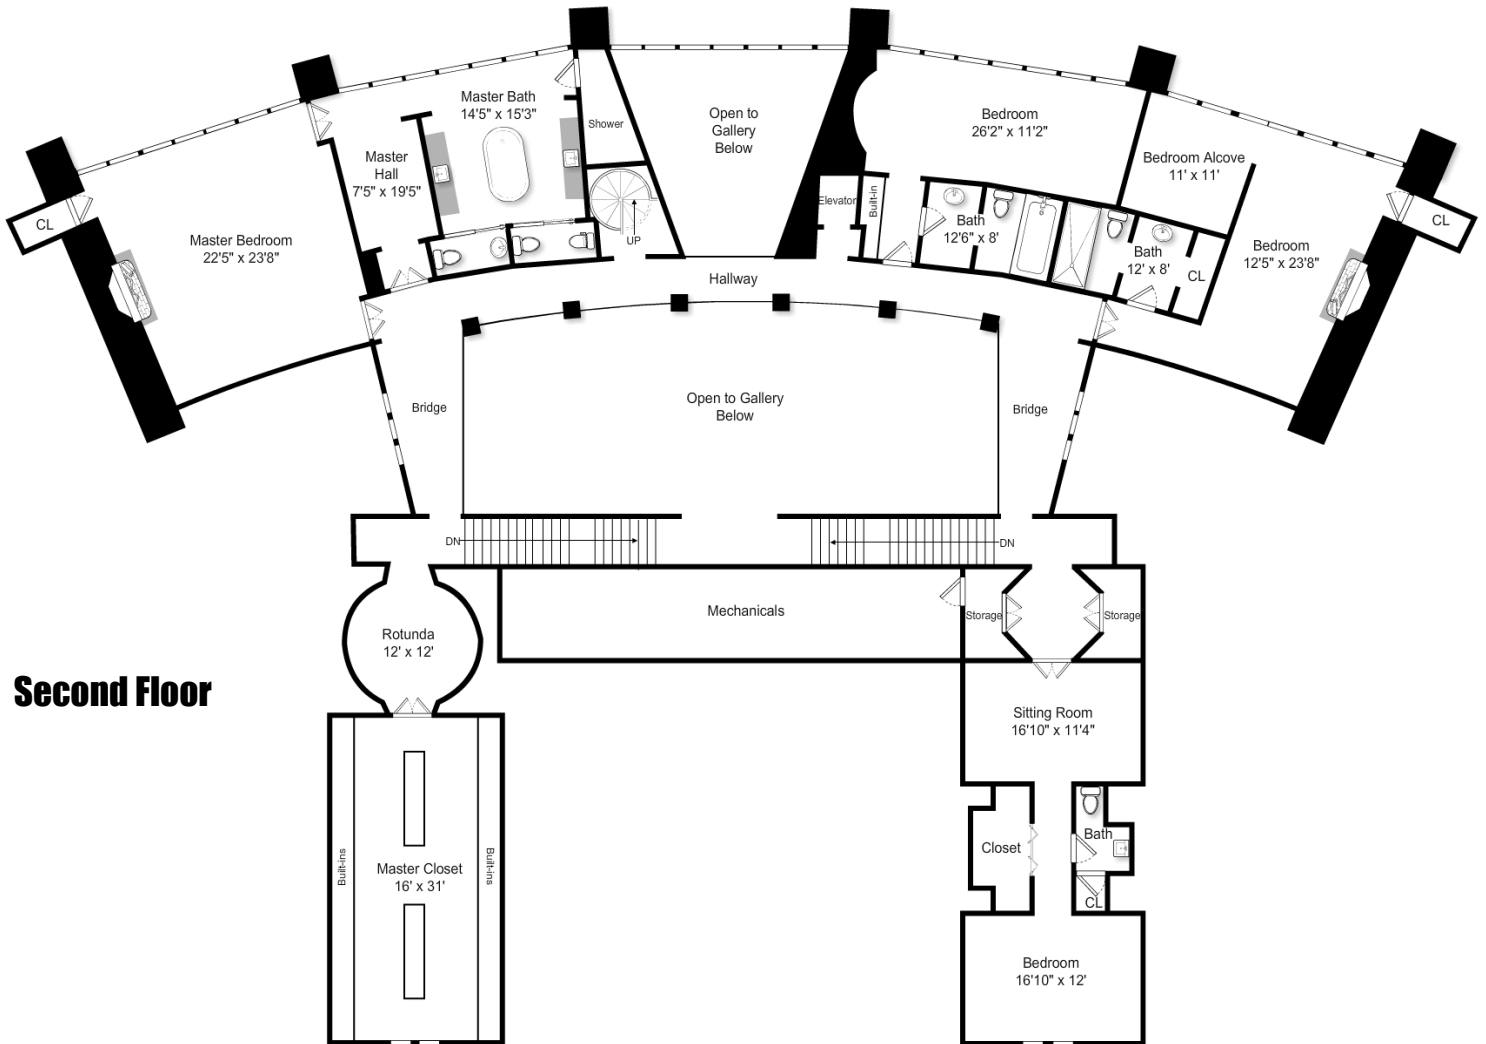 Master Bath
14'5" x 15'3"
Shower
Open to
Gallery
Below
Bedroom
26'2" x 11'2"
Bedroom Alcove
11' x 11'
Master
Hall
7'5" x 19'5"
CL
Master Bedroom
22'5" x 23'8"
UP
Elevator
Built-in
Bath
12'6" x 8'
Bath
12' x 8'
CL
Bedroom
12'5" x 23'8"
CL
Hallway
Bridge
Open to Gallery
Below
Bridge
DN
DN
Rotunda
12' x 12'
Mechanicals
Storage
Storage
Second Floor
Sitting Room
16'10" x 11'4"
Built-ins
Master Closet
16' x 31'
Built-ins
Closet
Bath
CL
Bedroom
16'10" x 12'